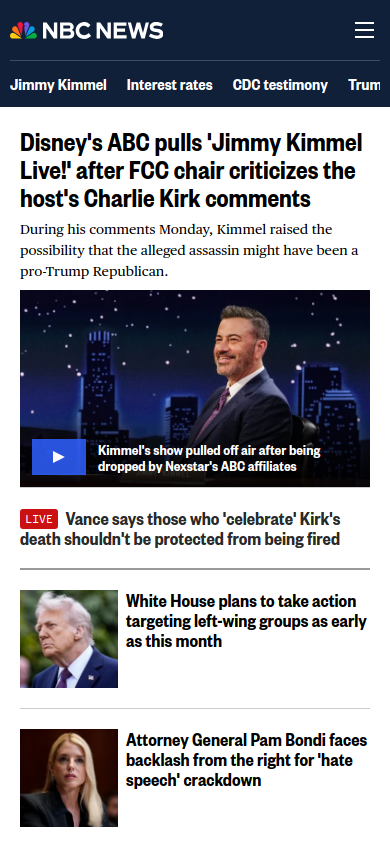 NBC NEWS
Jimmy Kimmel Interest rates CDC testimony Trum
Disney's ABC pulls 'Jimmy Kimmel
Live!' after FCC chair criticizes the
host's Charlie Kirk comments
During his comments Monday, Kimmel raised the
possibility that the alleged assassin might have been a
pro-Trump Republican.
Kimmel's show pulled off air after being
dropped by Nexstar's ABC affiliates
LIVE Vance says those who 'celebrate' Kirk's
death shouldn't be protected from being fired
White House plans to take action
targeting left-wing groups as early
as this month
Attorney General Pam Bondi faces
backlash from the right for 'hate
speech' crackdown